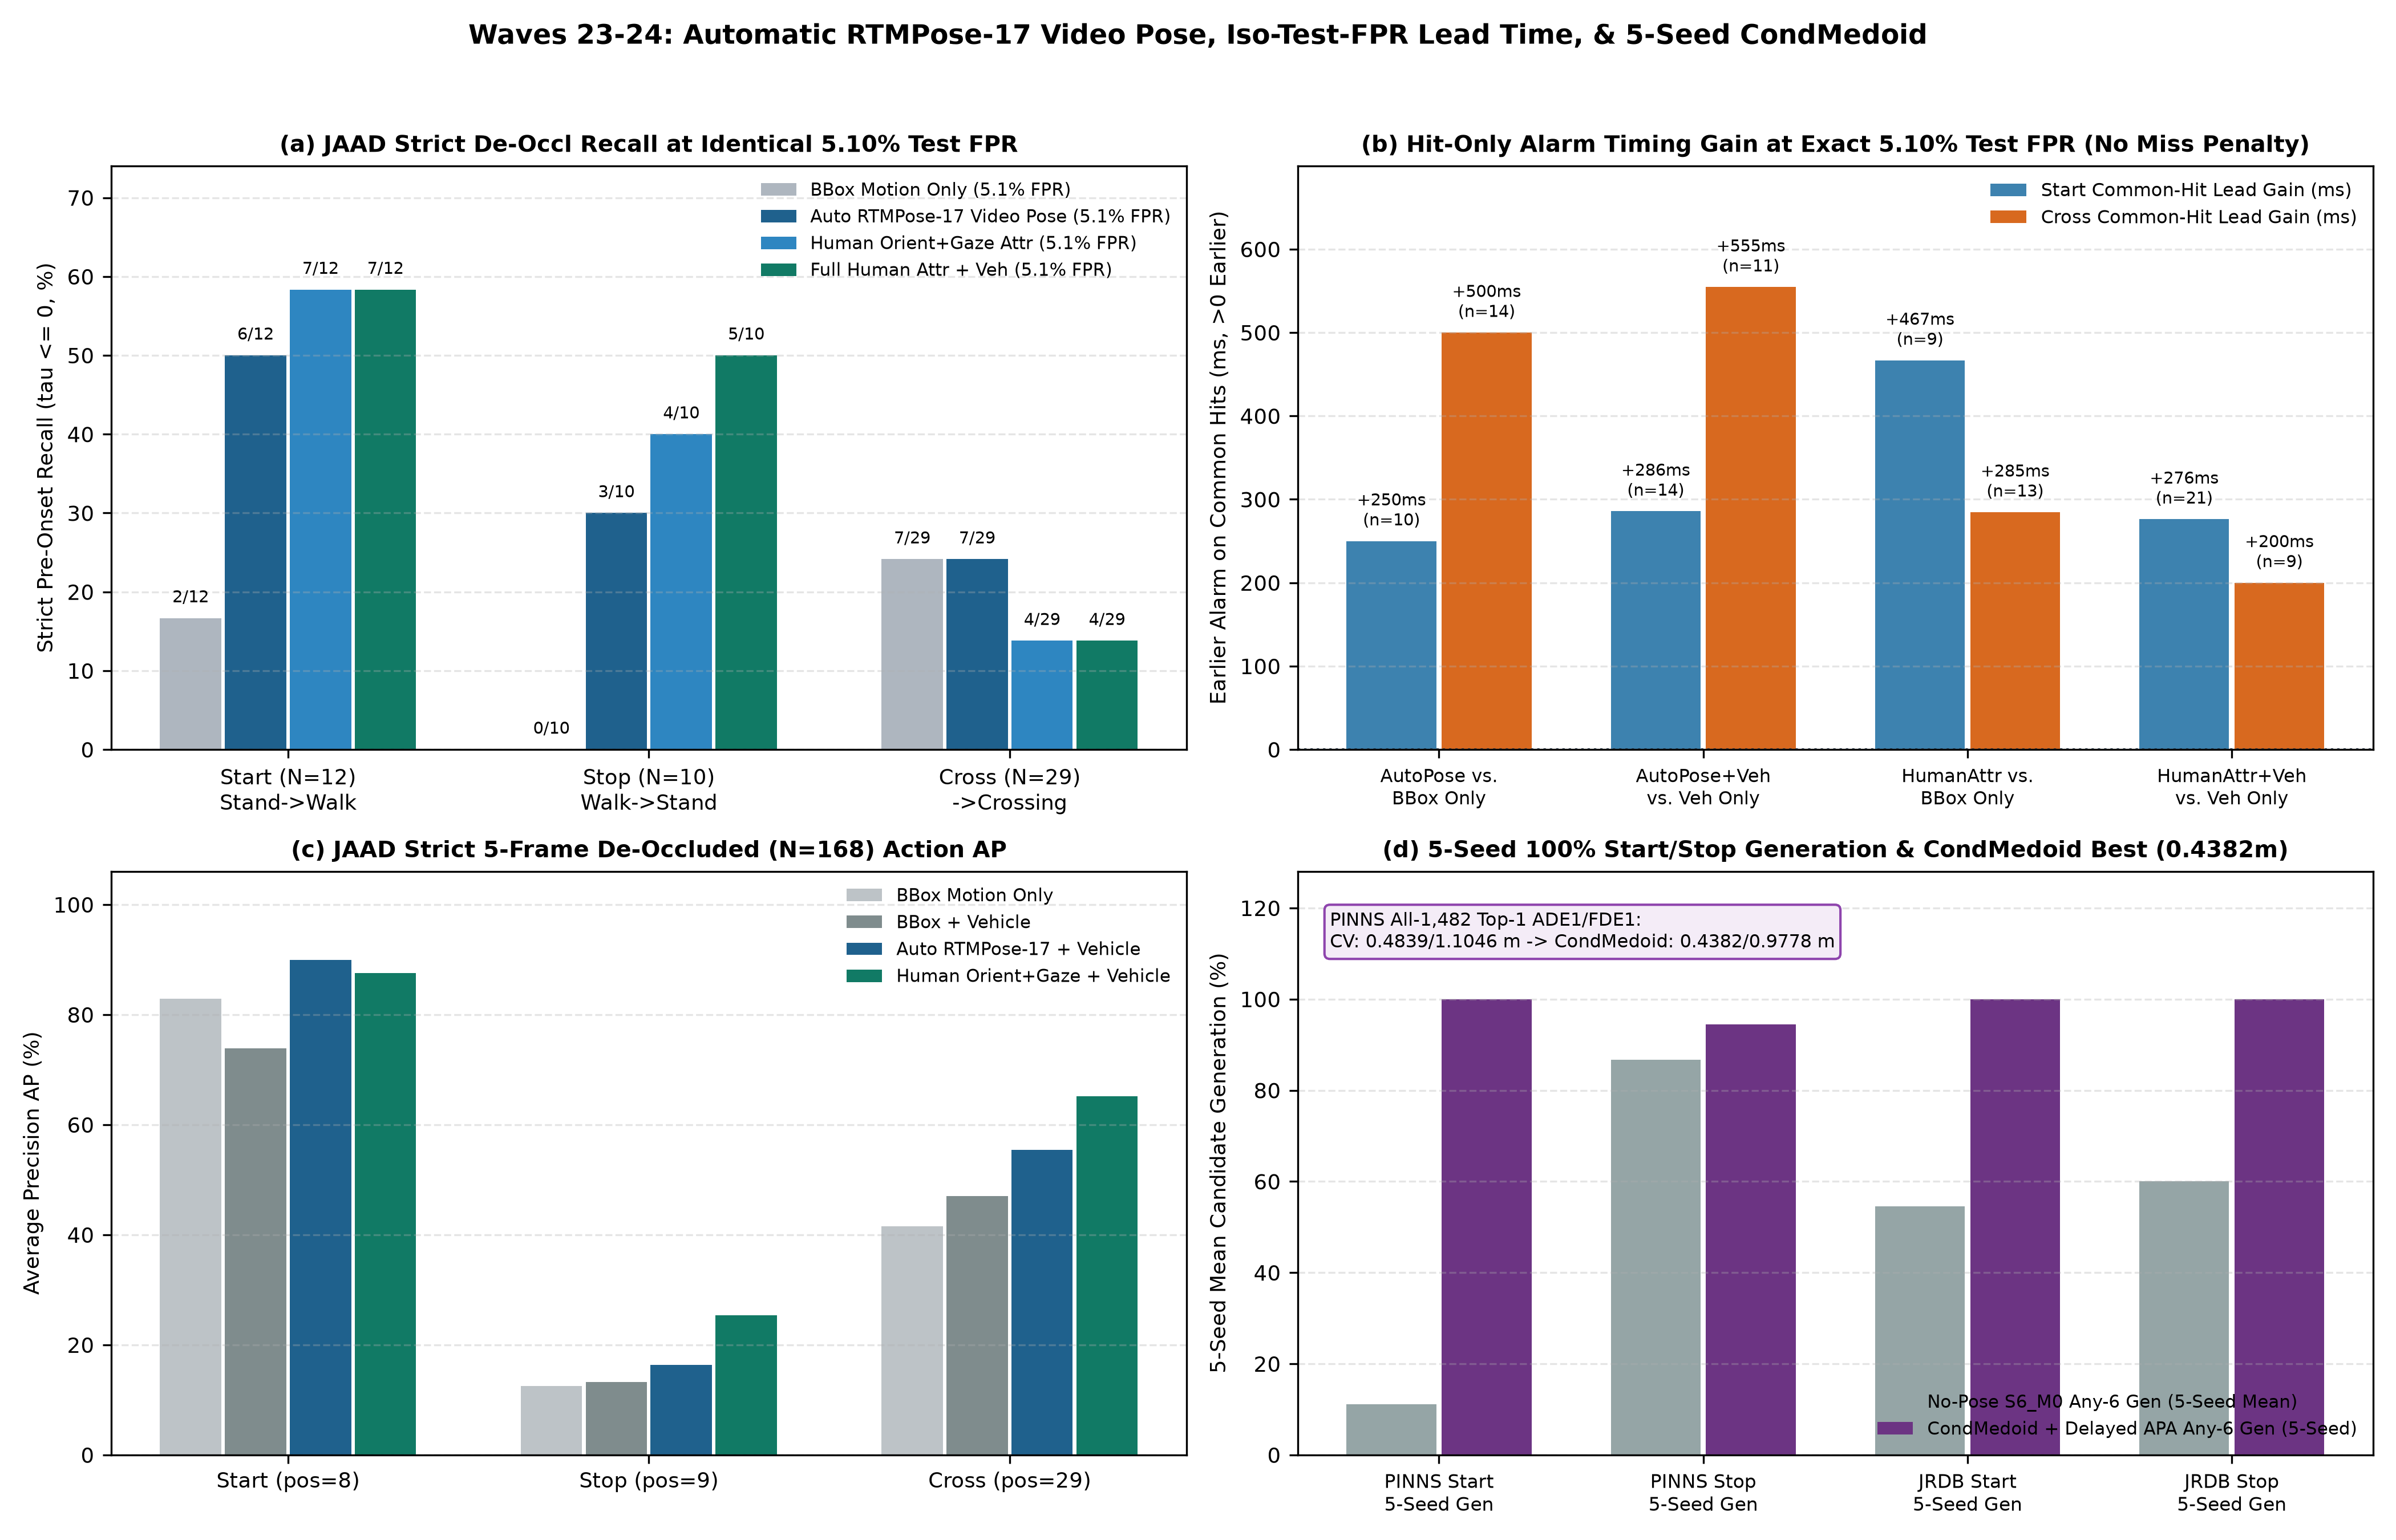 Waves 23-24: Automatic RTMPose-17 Video Pose, Iso-Test-FPR Lead Time, & 5-Seed CondMedoid
(a) JAAD Strict De-Occl Recall at Identical 5.10% Test FPR
Strict Pre-Onset Recall (tau <= 0, %)
70
60
50
40
30
20
10
0
BBox Motion Only (5.1% FPR)
Auto RTMPose-17 Video Pose (5.1% FPR)
Human Orient+Gaze Attr (5.1% FPR)
Full Human Attr + Veh (5.1% FPR)
2/12
6/12
7/12
7/12
0/10
3/10
4/10
5/10
7/29
7/29
4/29
4/29
Start (N=12)
Stand->Walk
Stop (N=10)
Walk->Stand
Cross (N=29)
->Crossing
(b) Hit-Only Alarm Timing Gain at Exact 5.10% Test FPR (No Miss Penalty)
Earlier Alarm on Common Hits (ms, >0 Earlier)
600
500
400
300
200
100
0
Start Common-Hit Lead Gain (ms)
Cross Common-Hit Lead Gain (ms)
+250ms
(n=10)
+500ms
(n=14)
+286ms
(n=14)
+555ms
(n=11)
+467ms
(n=9)
+285ms
(n=13)
+276ms
(n=21)
+200ms
(n=9)
AutoPose vs.
BBox Only
AutoPose+Veh
vs. Veh Only
HumanAttr vs.
BBox Only
HumanAttr+Veh
vs. Veh Only
(c) JAAD Strict 5-Frame De-Occluded (N=168) Action AP
Average Precision AP (%)
100
80
60
40
20
0
BBox Motion Only
BBox + Vehicle
Auto RTMPose-17 + Vehicle
Human Orient+Gaze + Vehicle
Start (pos=8)
Stop (pos=9)
Cross (pos=29)
(d) 5-Seed 100% Start/Stop Generation & CondMedoid Best (0.4382m)
5-Seed Mean Candidate Generation (%)
120
100
80
60
40
20
0
PINNS All-1,482 Top-1 ADE1/FDE1:
CV: 0.4839/1.1046 m -> CondMedoid: 0.4382/0.9778 m
No-Pose S6_M0 Any-6 Gen (5-Seed Mean)
CondMedoid + Delayed APA Any-6 Gen (5-Seed)
PINNS Start
5-Seed Gen
PINNS Stop
5-Seed Gen
JRDB Start
5-Seed Gen
JRDB Stop
5-Seed Gen